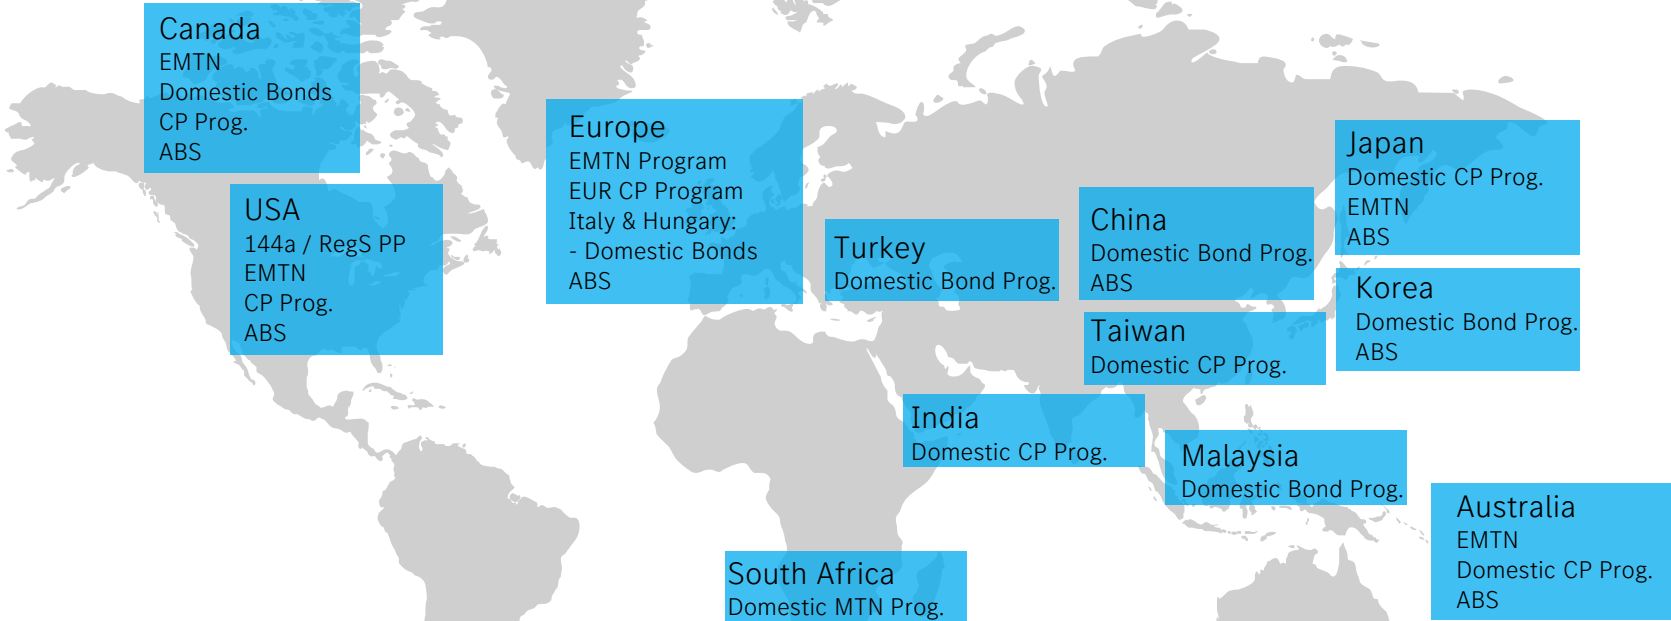 Canada
EMTN
Domestic Bonds
CP Prog.
ABS
USA
144a / RegS PP
EMTN
CP Prog.
ABS
Europe
EMTN Program
EUR CP Program
Italy & Hungary:
- Domestic Bonds
ABS
Turkey
Domestic Bond Prog.
China
Domestic Bond Prog.
ABS
Japan
Domestic CP Prog.
EMTN
ABS
Korea
Domestic Bond Prog.
ABS
Taiwan
Domestic CP Prog.
India
Domestic CP Prog.
Malaysia
Domestic Bond Prog.
Australia
EMTN
Domestic CP Prog.
ABS
South Africa
Domestic MTN Prog.